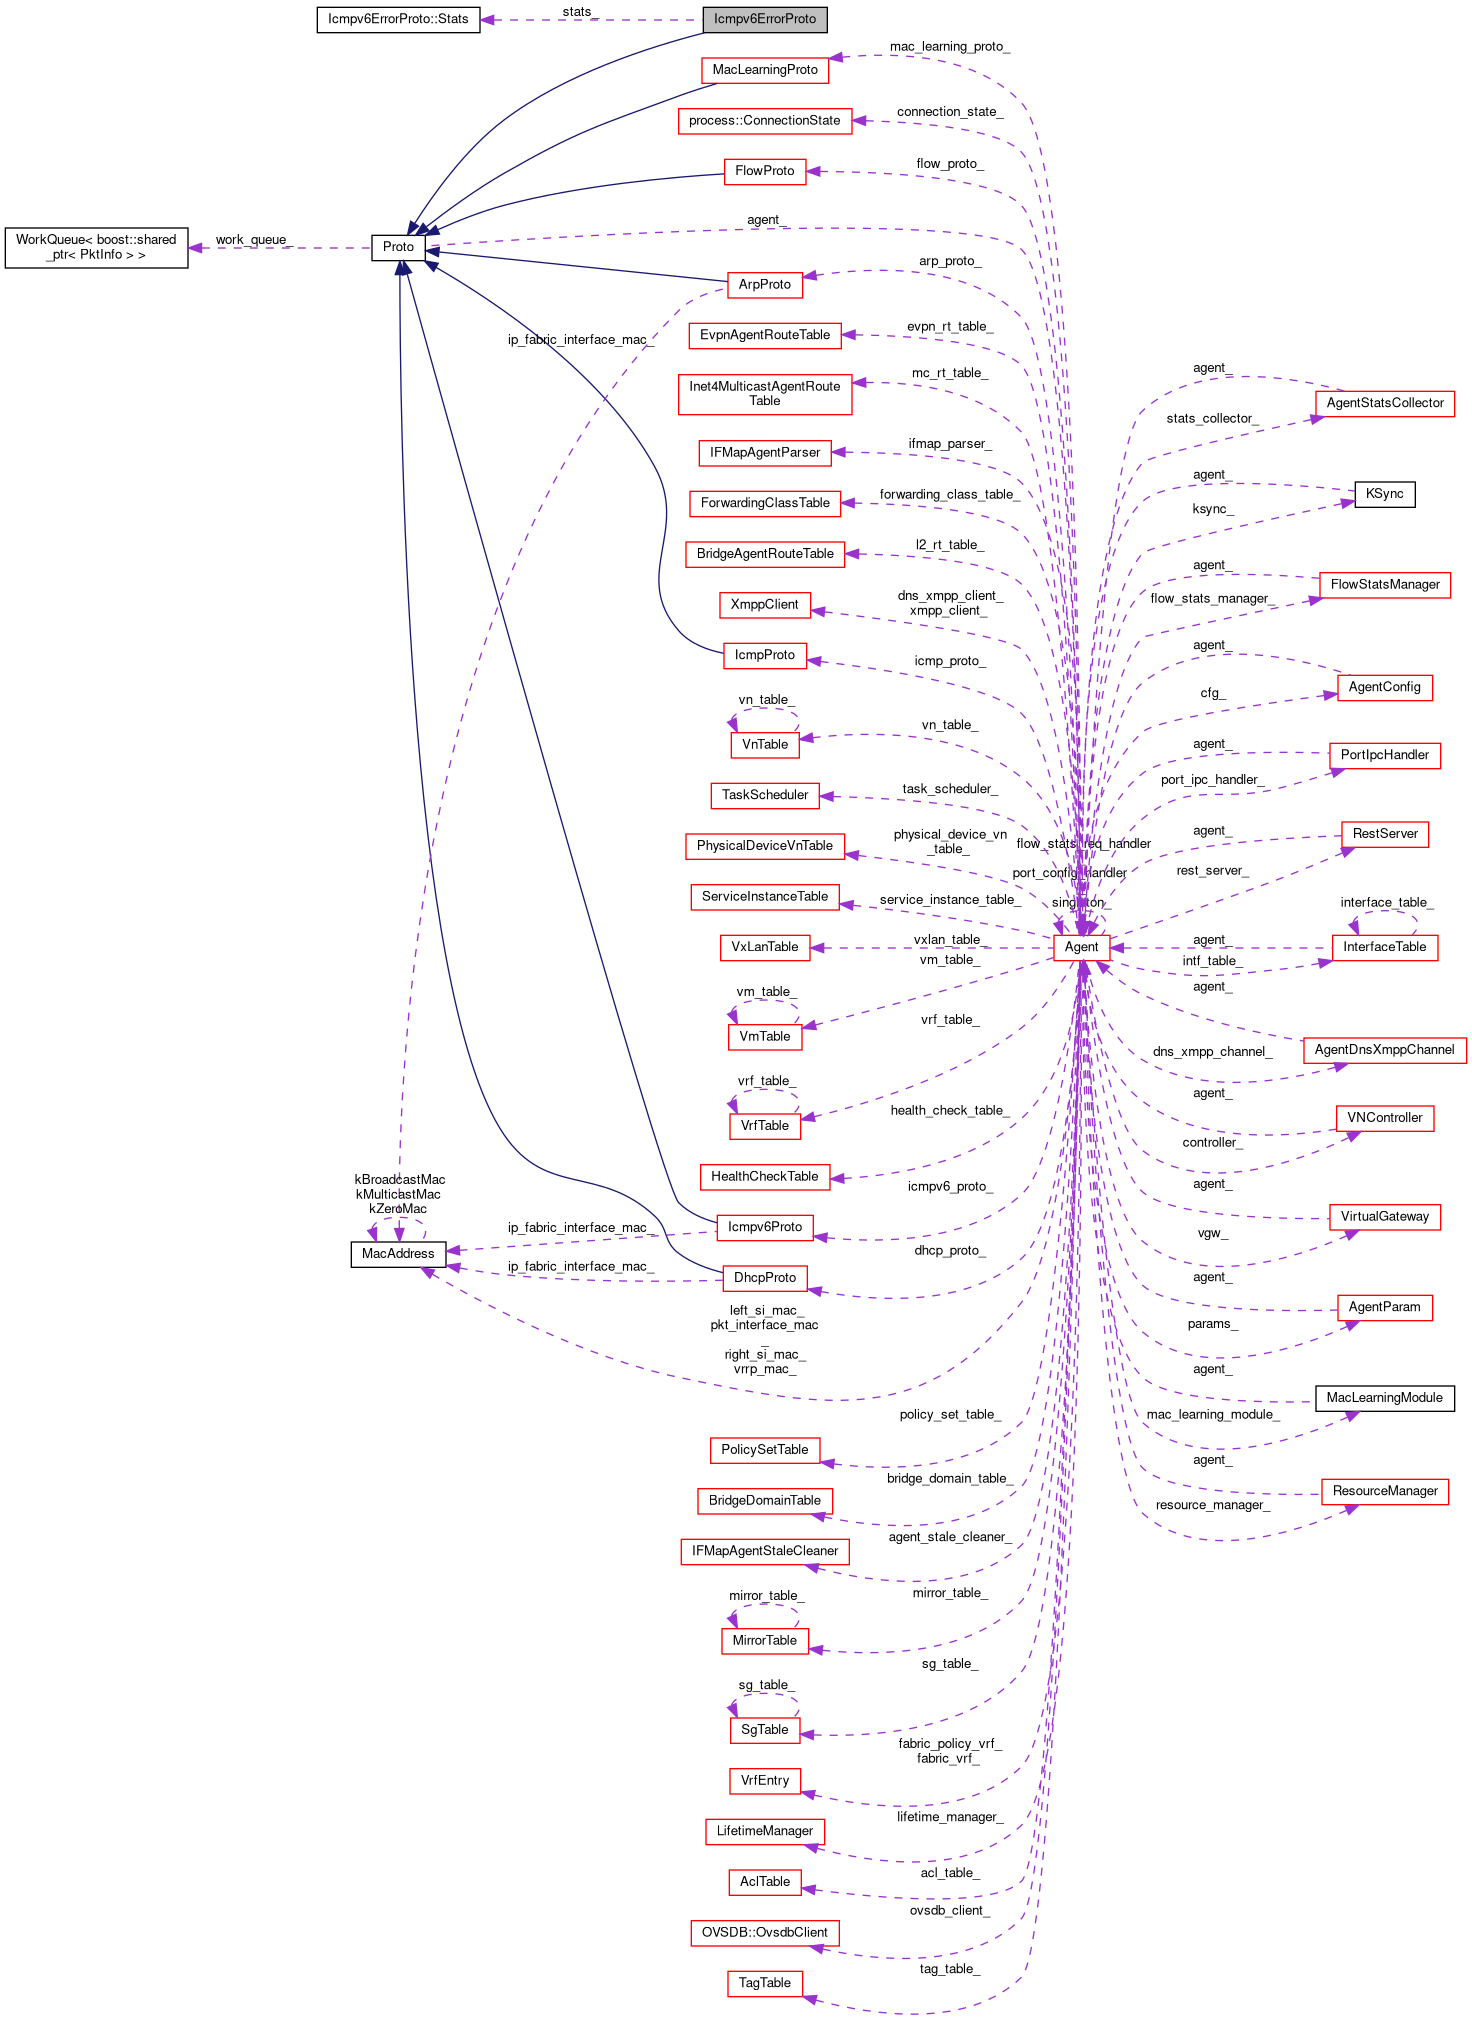 stats_
Icmpv6ErrorProto::Stats
Icmpv6ErrorProto
mac_learning_proto_
MacLearningProto
connection_state_
process::ConnectionState
flow_proto_
FlowProto
agent_
WorkQueue< boost::shared
_ptr< PktInfo > >
work_queue_
Proto
arp_proto_
ArpProto
ip_fabric_interface_mac_
evpn_rt_table_
EvpnAgentRouteTable
mc_rt_table_
Inet4MulticastAgentRoute
Table
agent_
AgentStatsCollector
stats_collector_
ifmap_parser_
IFMapAgentParser
agent_
KSync
ksync_
forwarding_class_table_
ForwardingClassTable
l2_rt_table_
BridgeAgentRouteTable
agent_
FlowStatsManager
flow_stats_manager_
dns_xmpp_client_
xmpp_client_
XmppClient
agent_
IcmpProto
icmp_proto_
AgentConfig
cfg_
vn_table_
vn_table_
VnTable
agent_
PortIpcHandler
port_ipc_handler_
task_scheduler_
TaskScheduler
physical_device_vn
_table_
PhysicalDeviceVnTable
flow_stats_req_handler
port_config_handler
singleton_
agent_
RestServer
rest_server_
service_instance_table_
ServiceInstanceTable
interface_table_
vxlan_table_
VxLanTable
Agent
agent_
InterfaceTable
intf_table_
vm_table_
vm_table_
VmTable
agent_
AgentDnsXmppChannel
dns_xmpp_channel_
vrf_table_
vrf_table_
VrfTable
agent_
VNController
controller_
health_check_table_
HealthCheckTable
kBroadcastMac
kMulticastMac
kZeroMac
MacAddress
icmpv6_proto_
Icmpv6Proto
ip_fabric_interface_mac_
agent_
VirtualGateway
vgw_
dhcp_proto_
DhcpProto
ip_fabric_interface_mac_
agent_
AgentParam
params_
left_si_mac_
pkt_interface_mac
_
right_si_mac_
vrrp_mac_
agent_
MacLearningModule
mac_learning_module_
policy_set_table_
PolicySetTable
agent_
ResourceManager
resource_manager_
bridge_domain_table_
BridgeDomainTable
agent_stale_cleaner_
IFMapAgentStaleCleaner
mirror_table_
mirror_table_
MirrorTable
sg_table_
sg_table_
SgTable
fabric_policy_vrf_
fabric_vrf_
VrfEntry
lifetime_manager_
LifetimeManager
acl_table_
AclTable
ovsdb_client_
OVSDB::OvsdbClient
tag_table_
TagTable